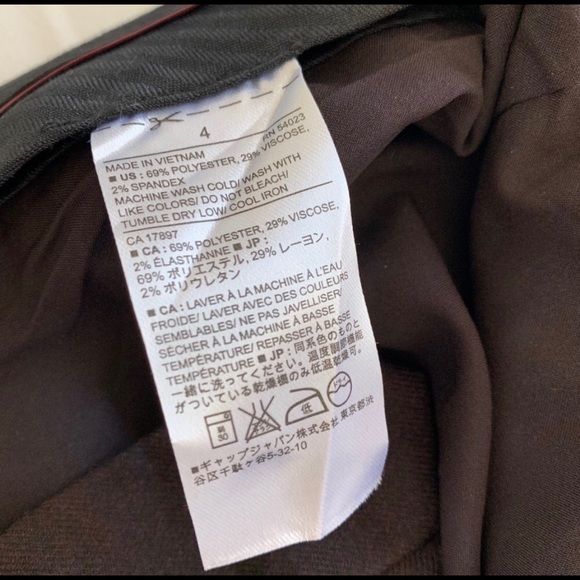 4
RN 54023
MADE IN VIETNAM
■ US: 69% POLYESTER, 29% VISCOSE,
2% SPANDEX
MACHINE WASH COLD/ WASH WITH
LIKE COLORS/ DO NOT BLEACH/
TUMBLE DRY LOW/ COOL IRON
CA 17897
■ CA: 69% POLYESTER, 29% VISCOSE,
2% ÉLASTHANNE ■ JP:
69% ポリエステル, 29% レーヨン,
2% ポリウレタン
■ CA: LAVER À LA MACHINE À L'EAU
FROIDE/ LAVER AVEC DES COULEURS
SEMBLABLES/ NE PAS JAVELLISER/
SÉCHER À LA MACHINE À BASSE
TEMPÉRATURE/ REPASSER À BASSE
TEMPÉRATURE ■ JP: 同系色のものと
一緒に洗ってください。温度調節機能
がついている乾燥機のみ低温乾燥可。
弱
30
低
ドライ
■ギャップジャパン株式会社 東京都渋
谷区千駄ヶ谷5-32-10